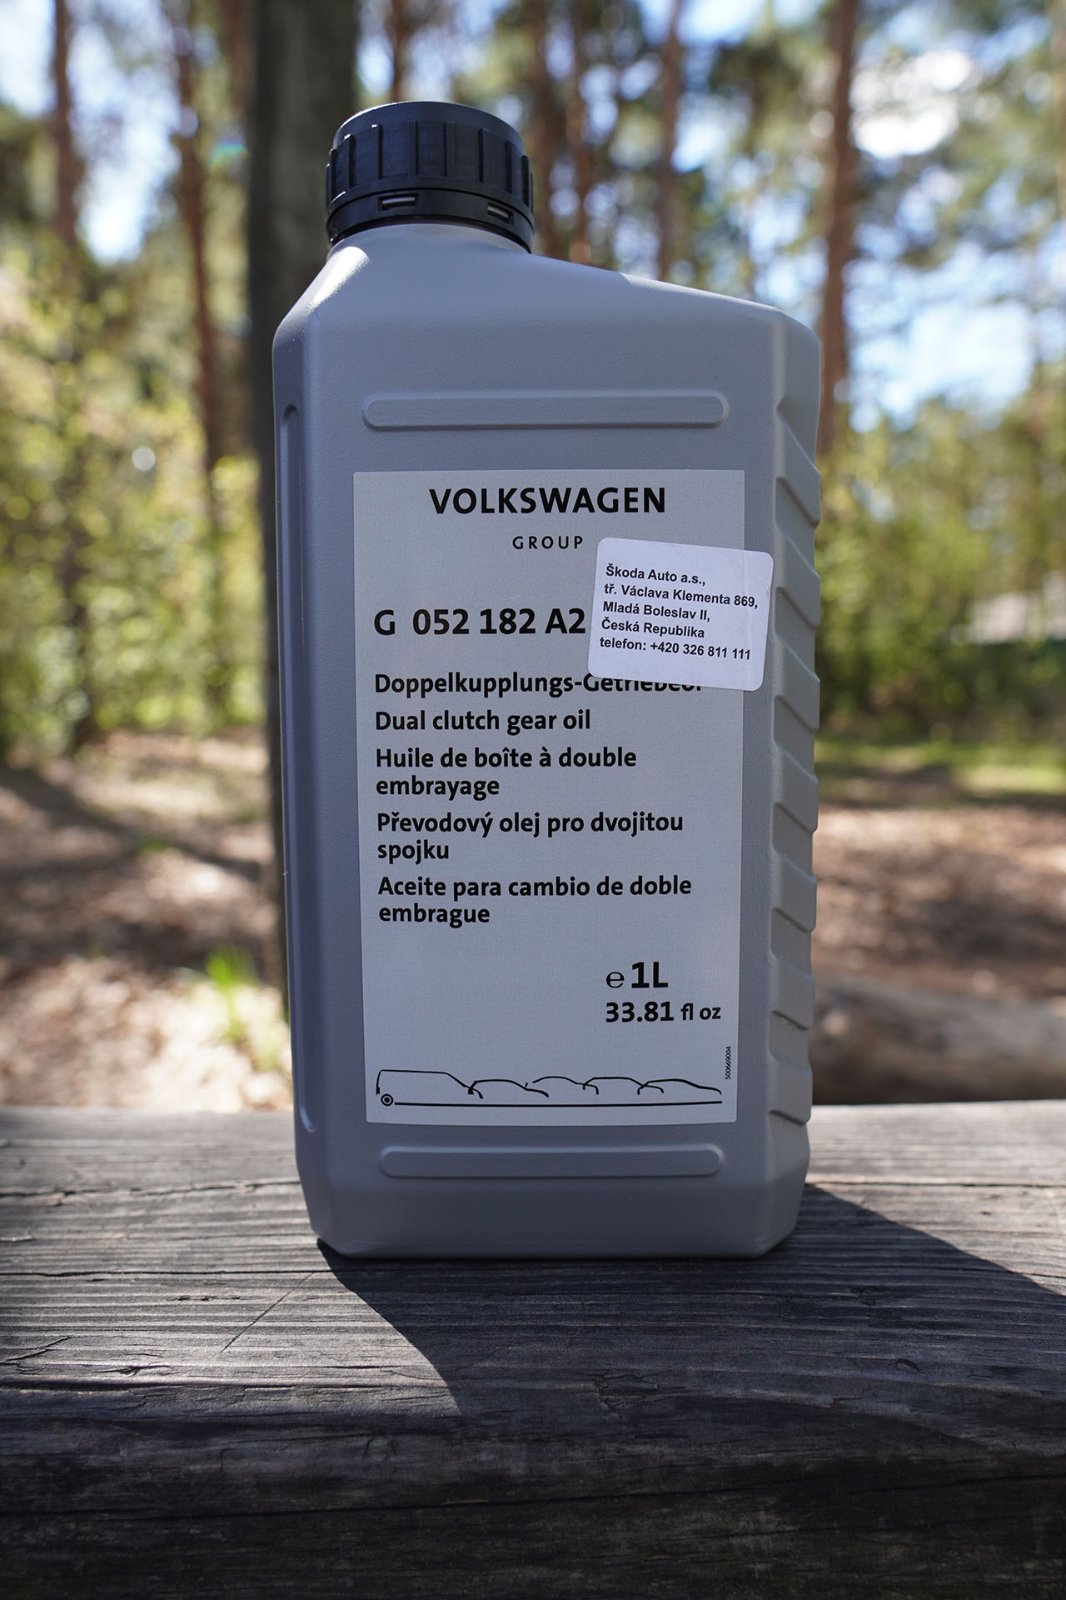 VOLKSWAGEN
GROUP
Škoda Auto a.s.,
tř. Václava Klementa 869,
Mladá Boleslav II,
Česká Republika
telefon: +420 326 811 111
G 052 182 A2
Doppelkupplungs-Getriebeöl
Dual clutch gear oil
Huile de boîte à double
embrayage
Převodový olej pro dvojitou
spojku
Aceite para cambio de doble
embrague
e 1L
33.81 fl oz